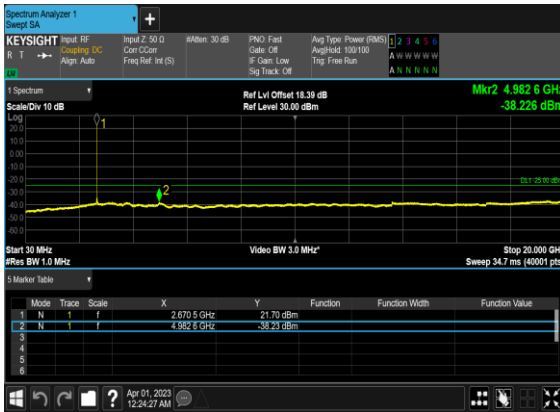 Spectrum Analyzer 1
Swept SA
+
KEYSIGHT
R T
Input: RF
Coupling: DC
Align: Auto
Input Z: 50 Ω
Corr CCorr
Freq Ref: Int (S)
#Atten: 30 dB
PNO: Fast
Gate: Off
IF Gain: Low
Sig Track: Off
Avg Type: Power (RMS)
Avg|Hold: 100/100
Trig: Free Run
1 2 3 4 5 6
A W W W W W
A N N N N N
1 Spectrum
Scale/Div 10 dB
Ref Lvl Offset 18.39 dB
Ref Level 30.00 dBm
Mkr2 4.982 6 GHz
-38.226 dBm
Log
20.0
10.0
0.00
-10.0
-20.0
-30.0
-40.0
-50.0
-60.0
1
2
DL1 -25.00 dBm
Start 30 MHz
#Res BW 1.0 MHz
Video BW 3.0 MHz*
Stop 20.000 GHz
Sweep 34.7 ms (40001 pts)
5 Marker Table
Mode Trace Scale X Y Function Function Width Function Value
1 N 1 f 2.670 5 GHz 21.70 dBm
2 N 1 f 4.982 6 GHz -38.23 dBm
3
4
5
6
?
Apr 01, 2023
12:24:27 AM